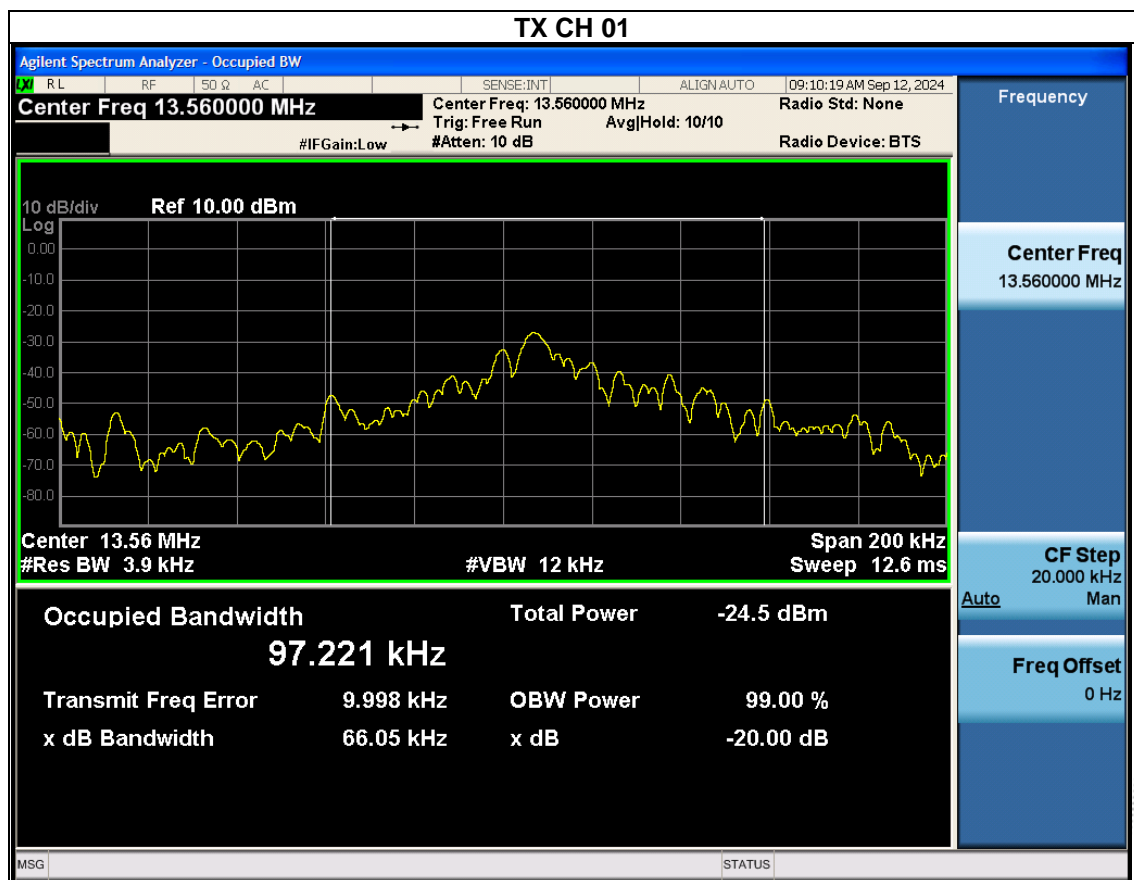 TX CH 01
Agilent Spectrum Analyzer - Occupied BW
LXI RL RF 50 Ω AC SENSE:INT ALIGN AUTO 09:10:19 AM Sep 12, 2024
Center Freq 13.560000 MHz
Center Freq: 13.560000 MHz Radio Std: None
Trig: Free Run Avg|Hold: 10/10
#IFGain:Low #Atten: 10 dB Radio Device: BTS
10 dB/div Ref 10.00 dBm
Log
0.00
-10.0
-20.0
-30.0
-40.0
-50.0
-60.0
-70.0
-80.0
Center 13.56 MHz Span 200 kHz
#Res BW 3.9 kHz #VBW 12 kHz Sweep 12.6 ms
Occupied Bandwidth Total Power -24.5 dBm
97.221 kHz
Transmit Freq Error 9.998 kHz OBW Power 99.00 %
x dB Bandwidth 66.05 kHz x dB -20.00 dB
Frequency
Center Freq
13.560000 MHz
CF Step
20.000 kHz
Auto Man
Freq Offset
0 Hz
MSG STATUS